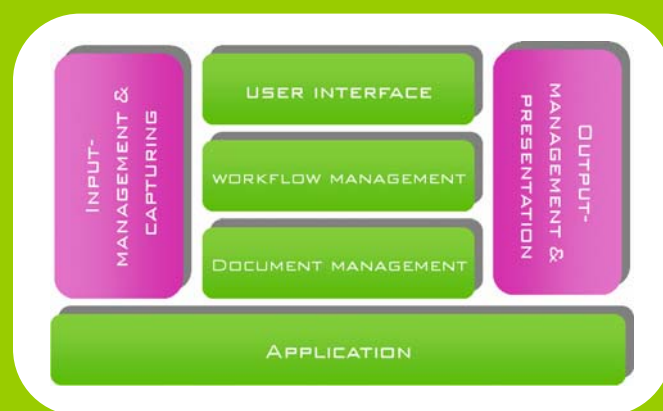 INPUT-
MANAGEMENT &
CAPTURING
USER INTERFACE
WORKFLOW MANAGEMENT
DOCUMENT MANAGEMENT
OUTPUT-
MANAGEMENT &
PRESENTATION
APPLICATION